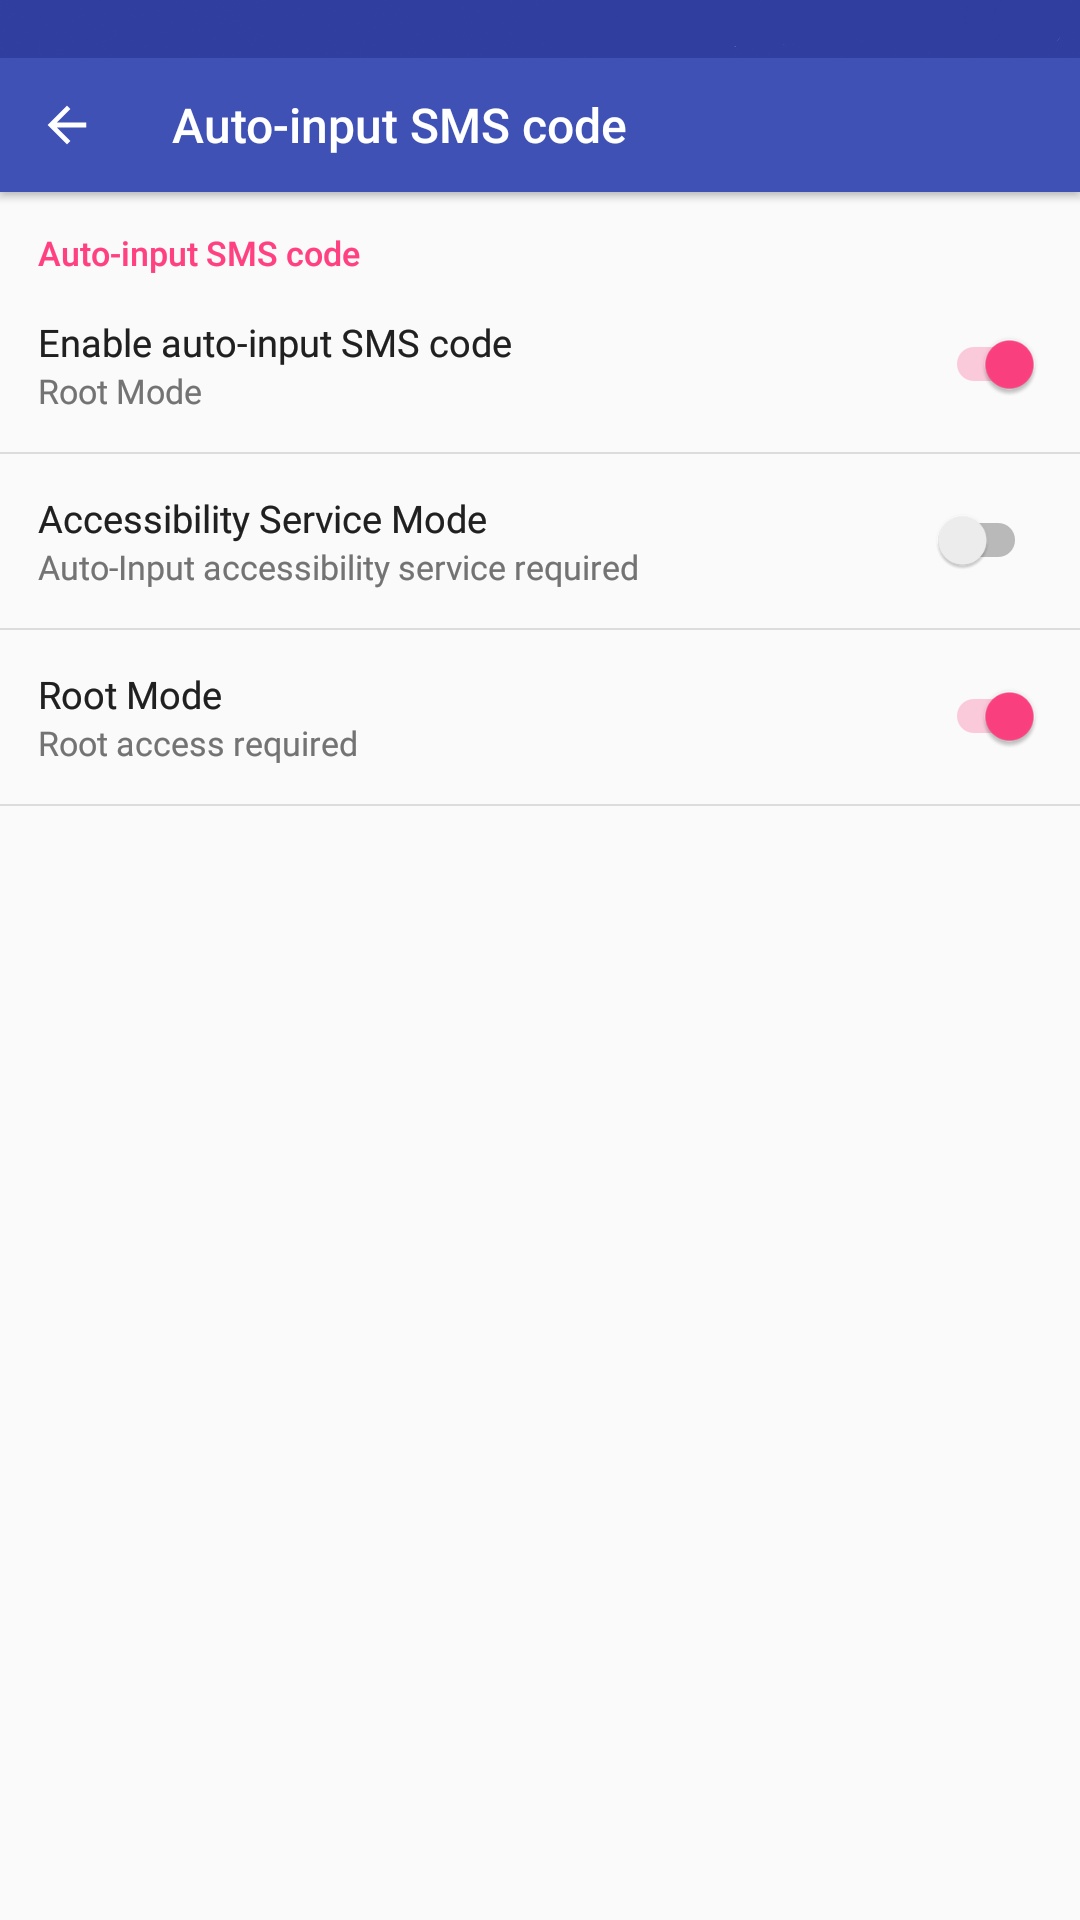 Auto-input SMS code
Auto-input SMS code
Enable auto-input SMS code
Root Mode
Accessibility Service Mode
Auto-Input accessibility service required
Root Mode
Root access required